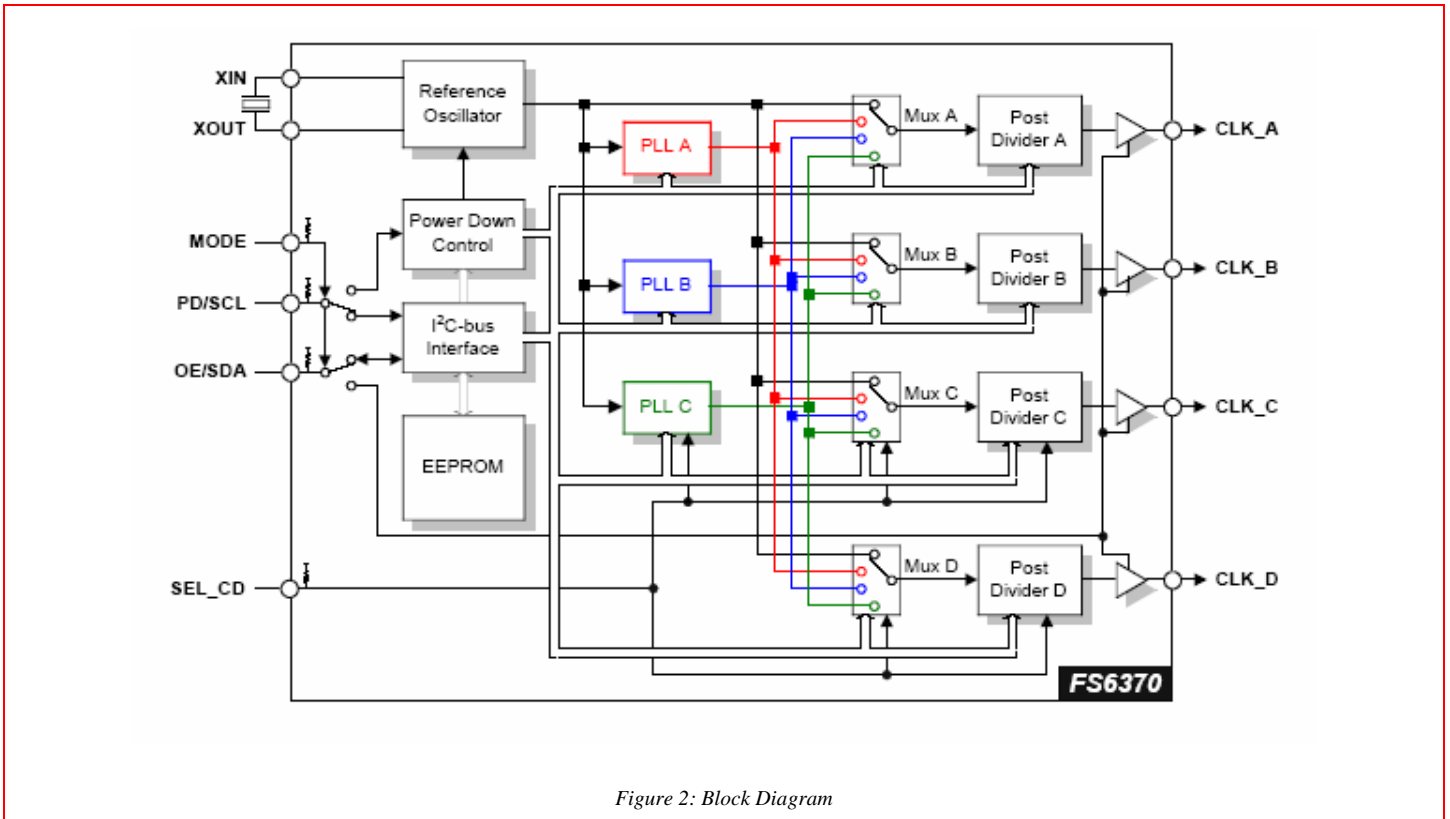 XIN
XOUT
Reference
Oscillator
MODE
Power Down
Control
PD/SCL
I²C-bus
Interface
OE/SDA
EEPROM
SEL_CD
PLL A
PLL B
PLL C
Mux A
Post
Divider A
CLK_A
Mux B
Post
Divider B
CLK_B
Mux C
Post
Divider C
CLK_C
Mux D
Post
Divider D
CLK_D
FS6370
Figure 2: Block Diagram